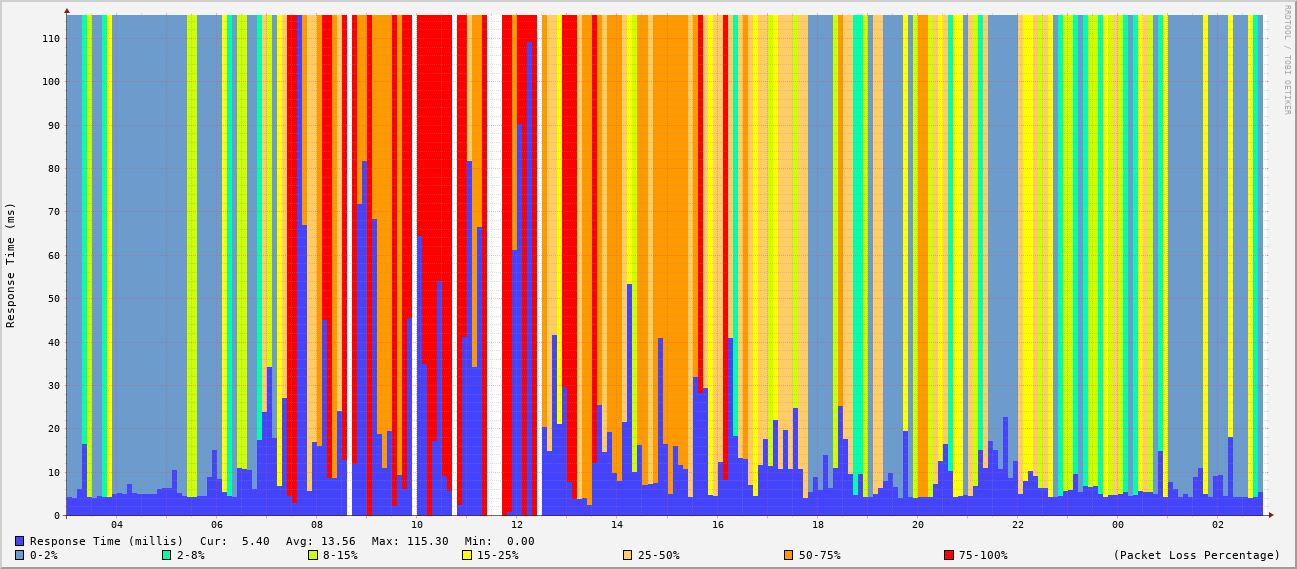 RRDTOOL / TOBI OETIKER
Response Time (ms)
110
100
90
80
70
60
50
40
30
20
10
0
04 06 08 10 12 14 16 18 20 22 00 02
Response Time (millis) Cur: 5.40 Avg: 13.56 Max: 115.30 Min: 0.00
0-2% 2-8% 8-15% 15-25% 25-50% 50-75% 75-100% (Packet Loss Percentage)